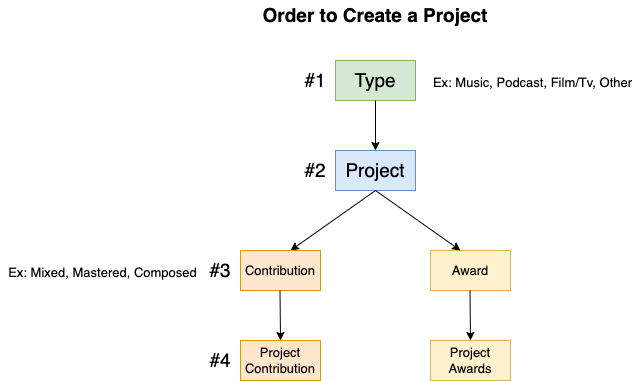 Order to Create a Project
#1 Type Ex: Music, Podcast, Film/Tv, Other
#2 Project
Ex: Mixed, Mastered, Composed #3 Contribution Award
#4 Project Contribution
Project Awards